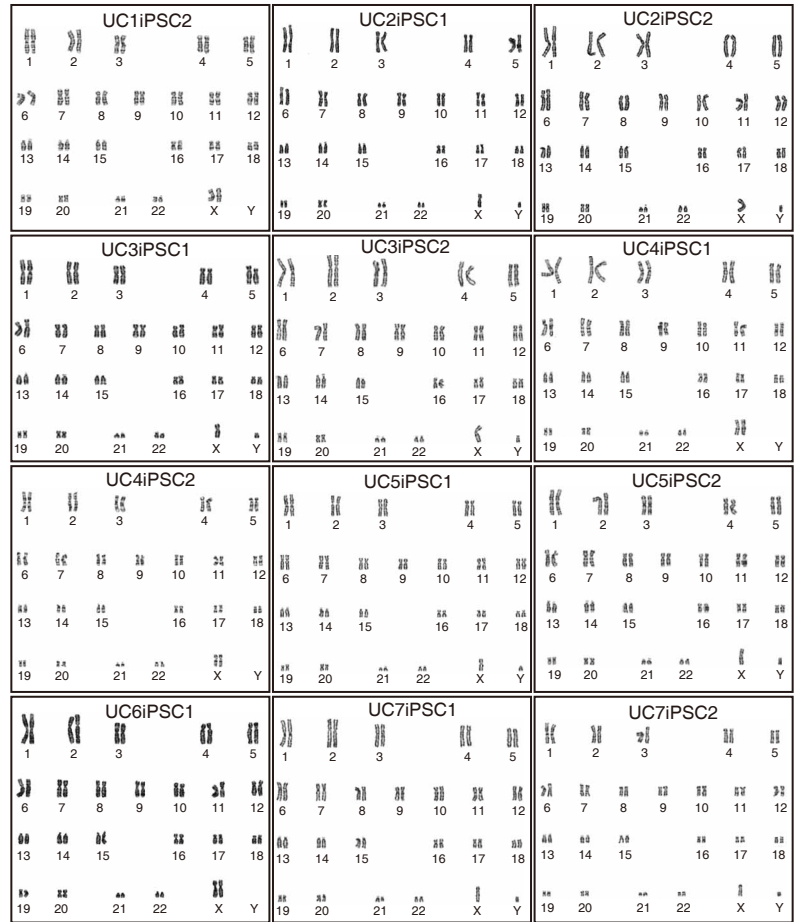 UC1iPSC2
1 2 3 4 5
6 7 8 9 10 11 12
13 14 15 16 17 18
19 20 21 22 X Y
UC2iPSC1
1 2 3 4 5
6 7 8 9 10 11 12
13 14 15 16 17 18
19 20 21 22 X Y
UC2iPSC2
1 2 3 4 5
6 7 8 9 10 11 12
13 14 15 16 17 18
19 20 21 22 X Y
UC3iPSC1
1 2 3 4 5
6 7 8 9 10 11 12
13 14 15 16 17 18
19 20 21 22 X Y
UC3iPSC2
1 2 3 4 5
6 7 8 9 10 11 12
13 14 15 16 17 18
19 20 21 22 X Y
UC4iPSC1
1 2 3 4 5
6 7 8 9 10 11 12
13 14 15 16 17 18
19 20 21 22 X Y
UC4iPSC2
1 2 3 4 5
6 7 8 9 10 11 12
13 14 15 16 17 18
19 20 21 22 X Y
UC5iPSC1
1 2 3 4 5
6 7 8 9 10 11 12
13 14 15 16 17 18
19 20 21 22 X Y
UC5iPSC2
1 2 3 4 5
6 7 8 9 10 11 12
13 14 15 16 17 18
19 20 21 22 X Y
UC6iPSC1
1 2 3 4 5
6 7 8 9 10 11 12
13 14 15 16 17 18
19 20 21 22 X Y
UC7iPSC1
1 2 3 4 5
6 7 8 9 10 11 12
13 14 15 16 17 18
19 20 21 22 X Y
UC7iPSC2
1 2 3 4 5
6 7 8 9 10 11 12
13 14 15 16 17 18
19 20 21 22 X Y